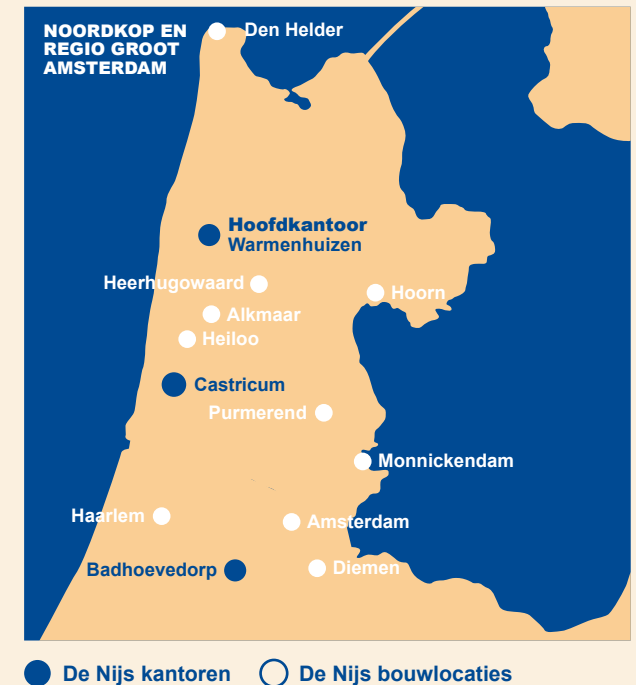 NOORDKOP EN
REGIO GROOT
AMSTERDAM
Den Helder
Hoofdkantoor
Warmenhuizen
Heerhugowaard
Hoorn
Alkmaar
Heiloo
Castricum
Purmerend
Monnickendam
Haarlem
Amsterdam
Badhoevedorp
Diemen
De Nijs kantoren
De Nijs bouwlocaties